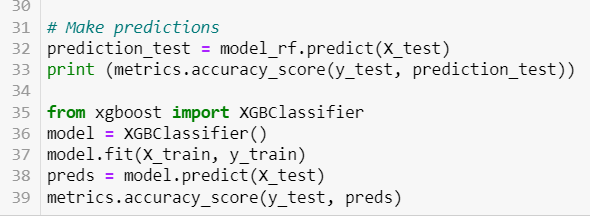 30
31 # Make predictions
32 prediction_test = model_rf.predict(X_test)
33 print (metrics.accuracy_score(y_test, prediction_test))
34
35 from xgboost import XGBClassifier
36 model = XGBClassifier()
37 model.fit(X_train, y_train)
38 preds = model.predict(X_test)
39 metrics.accuracy_score(y_test, preds)